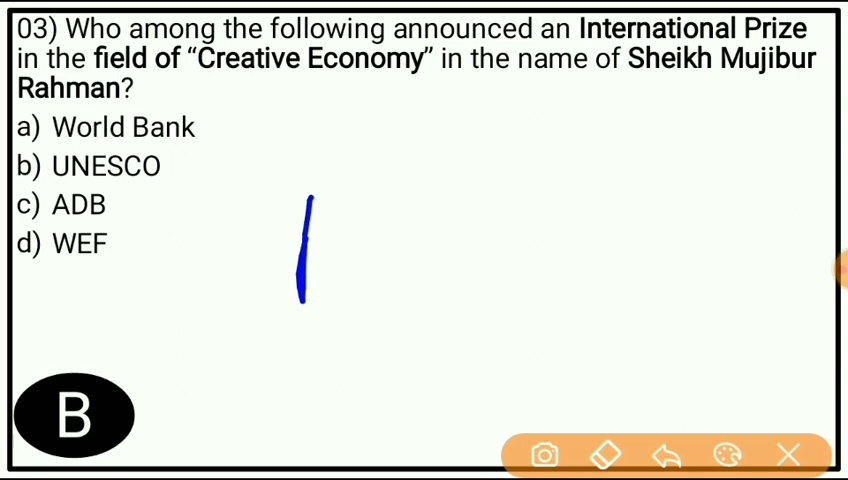 03) Who among the following announced an International Prize
in the field of “Creative Economy” in the name of Sheikh Mujibur
Rahman?
a) World Bank
b) UNESCO
c) ADB
d) WEF
B